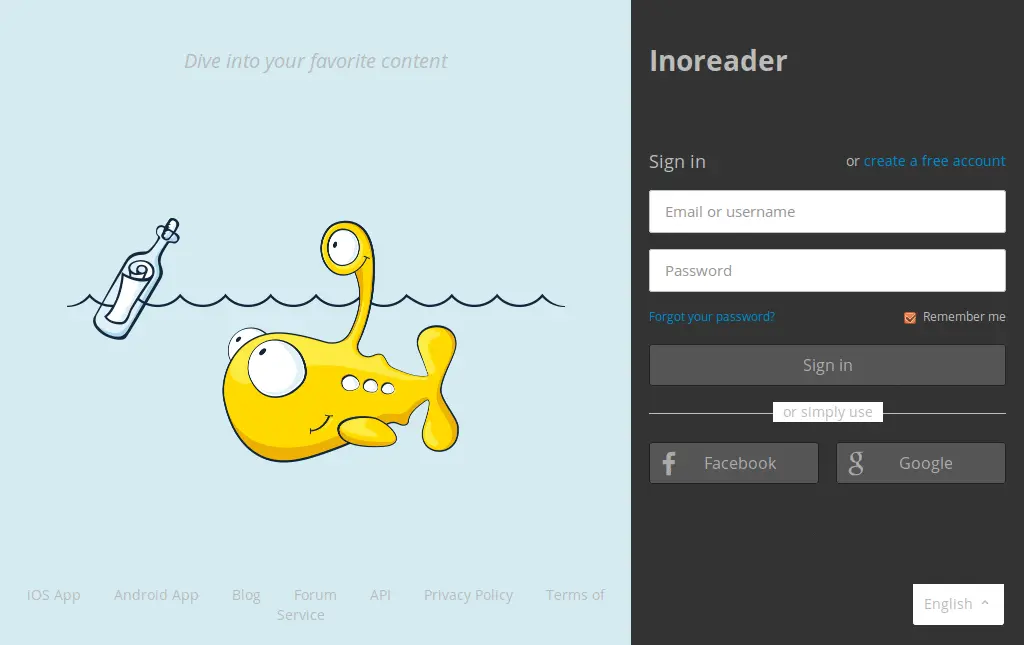 Dive into your favorite content
Inoreader
Sign in
or create a free account
Email or username
Password
Forgot your password?
Remember me
Sign in
or simply use
Facebook
Google
iOS App Android App Blog Forum API Privacy Policy Terms of
Service
English